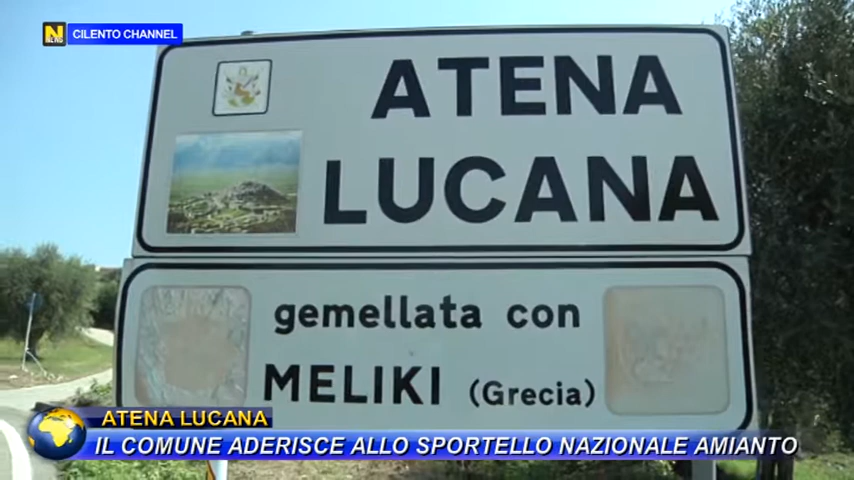 CILENTO CHANNEL
ATENA
LUCANA
gemellata con
MELIKI (Grecia)
ATENA LUCANA
IL COMUNE ADERISCE ALLO SPORTELLO NAZIONALE AMIANTO